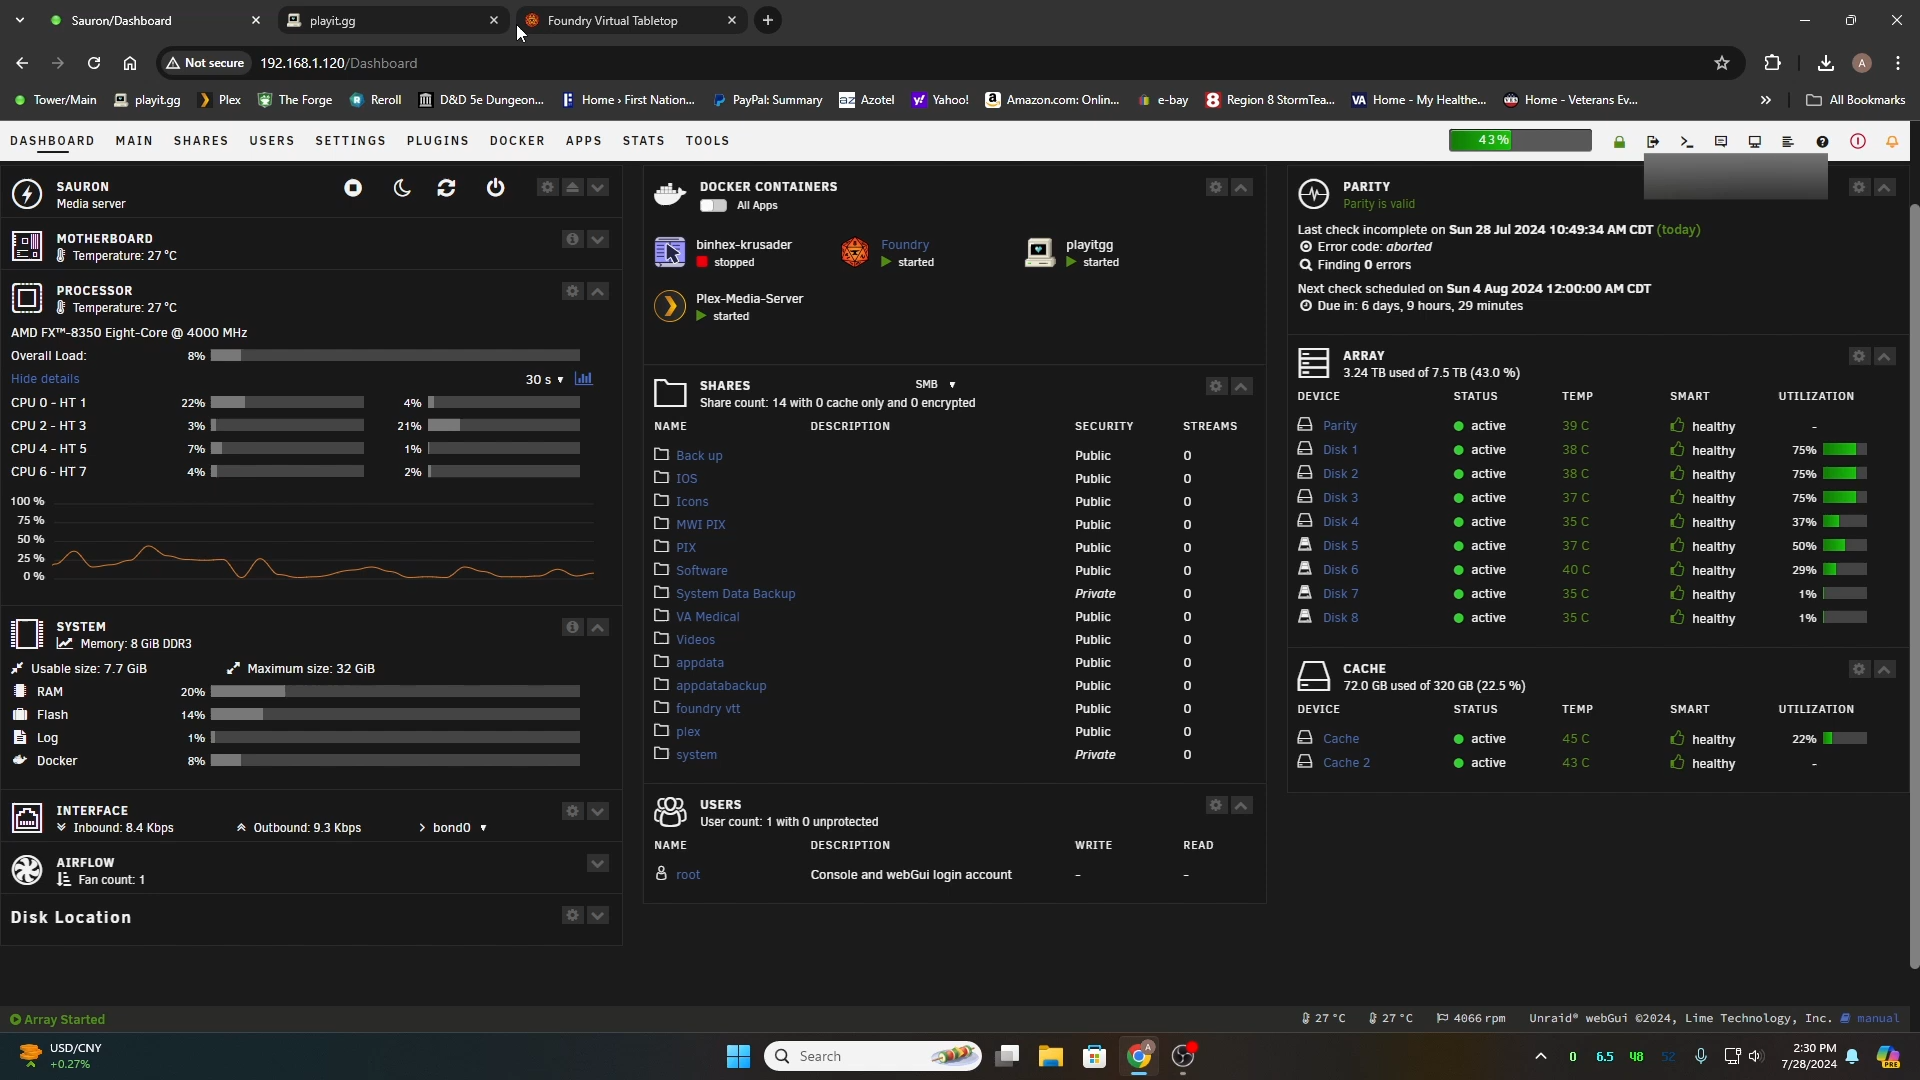 Sauron/Dashboard
playit.gg
Foundry Virtual Tabletop
Not secure
192.168.1.120/Dashboard
A
Tower/Main
playit.gg
Plex
The Forge
Reroll
D&D 5e Dungeon...
Home › First Nation...
PayPal: Summary
Azotel
Yahoo!
Amazon.com: Onlin...
e-bay
Region 8 StormTea...
Home - My Healthe...
Home - Veterans Ev...
All Bookmarks
DASHBOARD MAIN SHARES USERS SETTINGS PLUGINS DOCKER APPS STATS TOOLS
43%
SAURON
Media server
MOTHERBOARD
Temperature: 27 °C
PROCESSOR
Temperature: 27 °C
AMD FX™-8350 Eight-Core @ 4000 MHz
Overall Load: 8%
Hide details 30 s
CPU 0 - HT 1 22% 4%
CPU 2 - HT 3 3% 21%
CPU 4 - HT 5 7% 1%
CPU 6 - HT 7 4% 2%
100 %
75 %
50 %
25 %
0 %
SYSTEM
Memory: 8 GiB DDR3
Usable size: 7.7 GiB Maximum size: 32 GiB
RAM 20%
Flash 14%
Log 1%
Docker 8%
INTERFACE
Inbound: 8.4 Kbps Outbound: 9.3 Kbps > bond0
AIRFLOW
Fan count: 1
Disk Location
DOCKER CONTAINERS
All Apps
binhex-krusader
stopped
Foundry
started
playitgg
started
Plex-Media-Server
started
SHARES SMB
Share count: 14 with 0 cache only and 0 encrypted
NAME DESCRIPTION SECURITY STREAMS
Back up Public 0
IOS Public 0
Icons Public 0
MWI PIX Public 0
PIX Public 0
Software Public 0
System Data Backup Private 0
VA Medical Public 0
Videos Public 0
appdata Public 0
appdatabackup Public 0
foundry vtt Public 0
plex Public 0
system Private 0
USERS
User count: 1 with 0 unprotected
NAME DESCRIPTION WRITE READ
root Console and webGui login account - -
PARITY
Parity is valid
Last check incomplete on Sun 28 Jul 2024 10:49:34 AM CDT (today)
Error code: aborted
Finding 0 errors
Next check scheduled on Sun 4 Aug 2024 12:00:00 AM CDT
Due in: 6 days, 9 hours, 29 minutes
ARRAY
3.24 TB used of 7.5 TB (43.0 %)
DEVICE STATUS TEMP SMART UTILIZATION
Parity active 39 C healthy -
Disk 1 active 38 C healthy 75%
Disk 2 active 38 C healthy 75%
Disk 3 active 37 C healthy 75%
Disk 4 active 35 C healthy 37%
Disk 5 active 37 C healthy 50%
Disk 6 active 40 C healthy 29%
Disk 7 active 35 C healthy 1%
Disk 8 active 35 C healthy 1%
CACHE
72.0 GB used of 320 GB (22.5 %)
DEVICE STATUS TEMP SMART UTILIZATION
Cache active 45 C healthy 22%
Cache 2 active 43 C healthy -
Array Started
27 °C 27 °C 4066 rpm Unraid® webGui ©2024, Lime Technology, Inc. manual
USD/CNY
+0.27%
Search
0 6.5 48 52
2:30 PM
7/28/2024